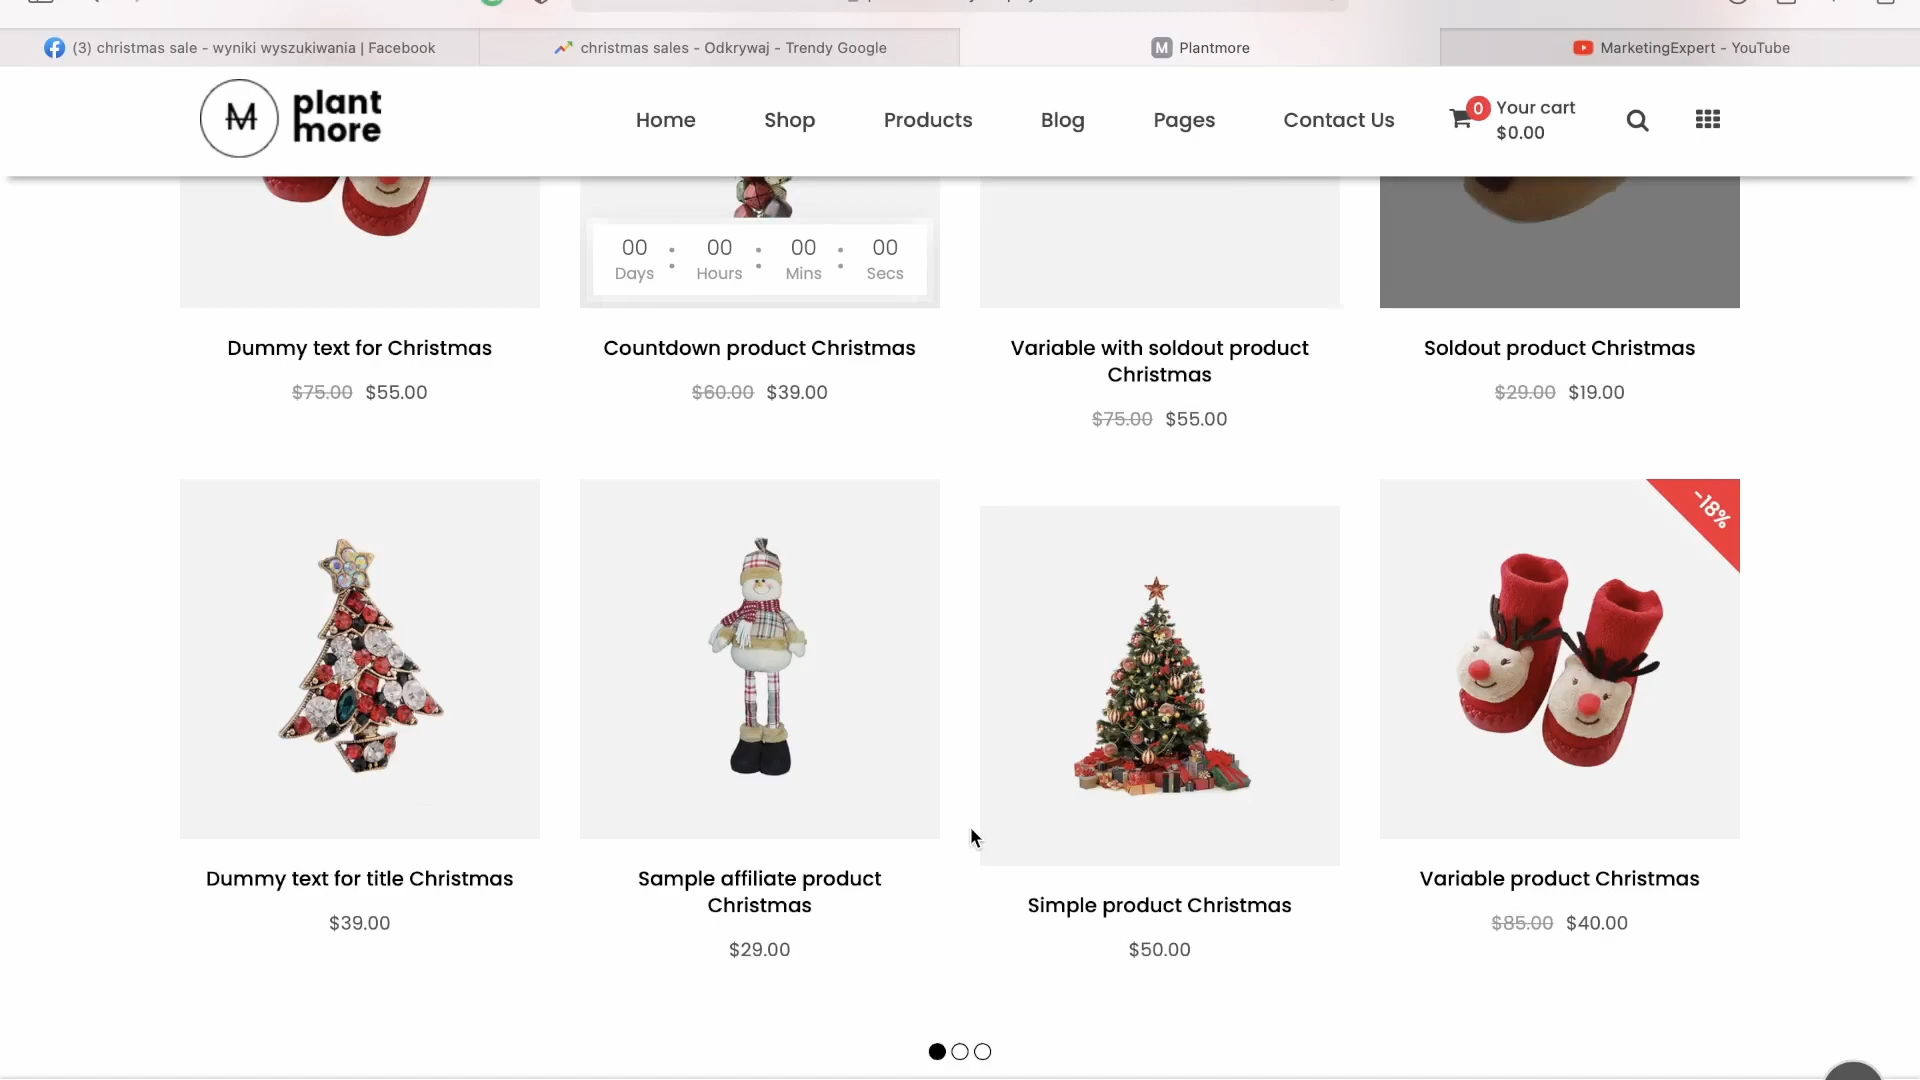 (3) christmas sale - wyniki wyszukiwania | Facebook
christmas sales - Odkrywaj - Trendy Google
M Plantmore
MarketingExpert - YouTube
M
plant
more
Home
Shop
Products
Blog
Pages
Contact Us
0
Your cart
$0.00
00 : 00 : 00 : 00
Days Hours Mins Secs
Dummy text for Christmas
$75.00 $55.00
Countdown product Christmas
$60.00 $39.00
Variable with soldout product
Christmas
$75.00 $55.00
Soldout product Christmas
$29.00 $19.00
-18%
Dummy text for title Christmas
$39.00
Sample affiliate product
Christmas
$29.00
Simple product Christmas
$50.00
Variable product Christmas
$85.00 $40.00